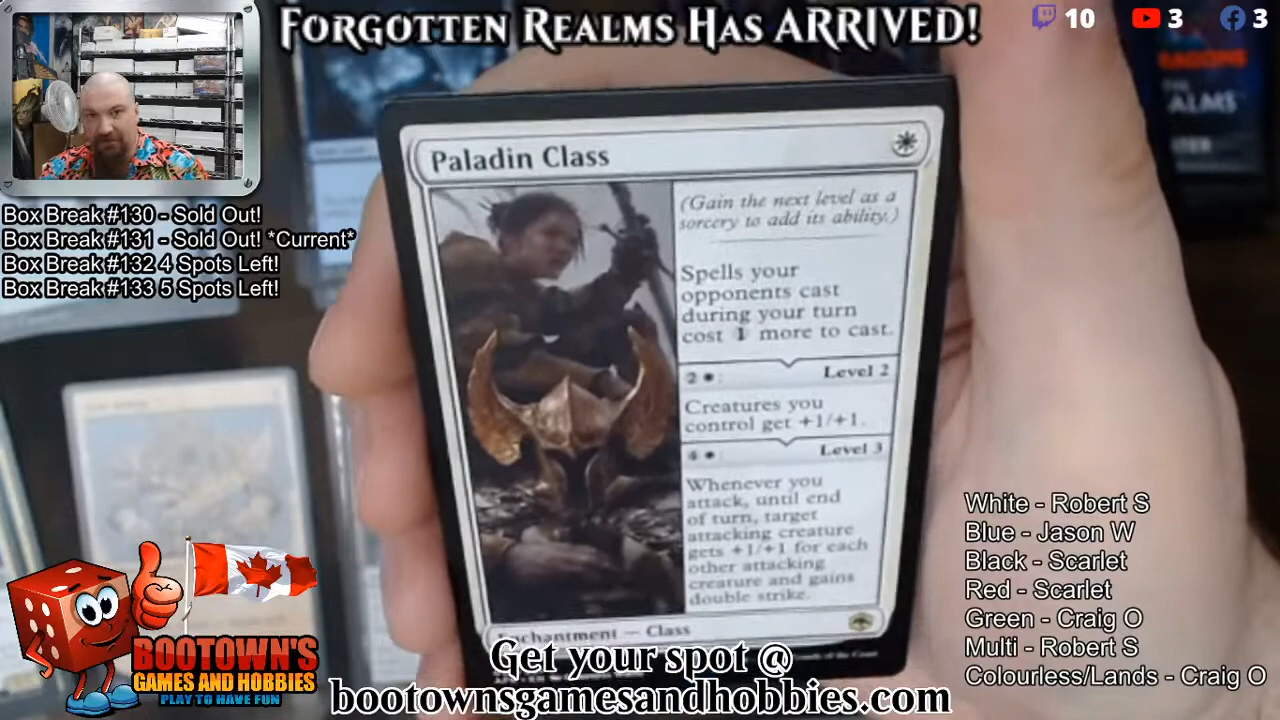 FORGOTTEN REALMS HAS ARRIVED!
10 3 3
Box Break #130 - Sold Out!
Box Break #131 - Sold Out! *Current*
Box Break #132 4 Spots Left!
Box Break #133 5 Spots Left!
Paladin Class
(Gain the next level as a
sorcery to add its ability.)
Spells your
opponents cast
during your turn
cost 1 more to cast.
2 : Level 2
Creatures you
control get +1/+1.
4 : Level 3
Whenever you
attack, until end
of turn, target
attacking creature
gets +1/+1 for each
other attacking
creature and gains
double strike.
Enchantment — Class
White - Robert S
Blue - Jason W
Black - Scarlet
Red - Scarlet
Green - Craig O
Multi - Robert S
Colourless/Lands - Craig O
BOOTOWN'S
GAMES AND HOBBIES
PLAY TO HAVE FUN
Get your spot @
bootownsgamesandhobbies.com